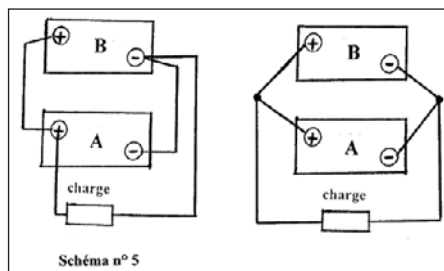 + B -
+ A -
charge
Schéma n° 5
+ B -
+ A -
charge